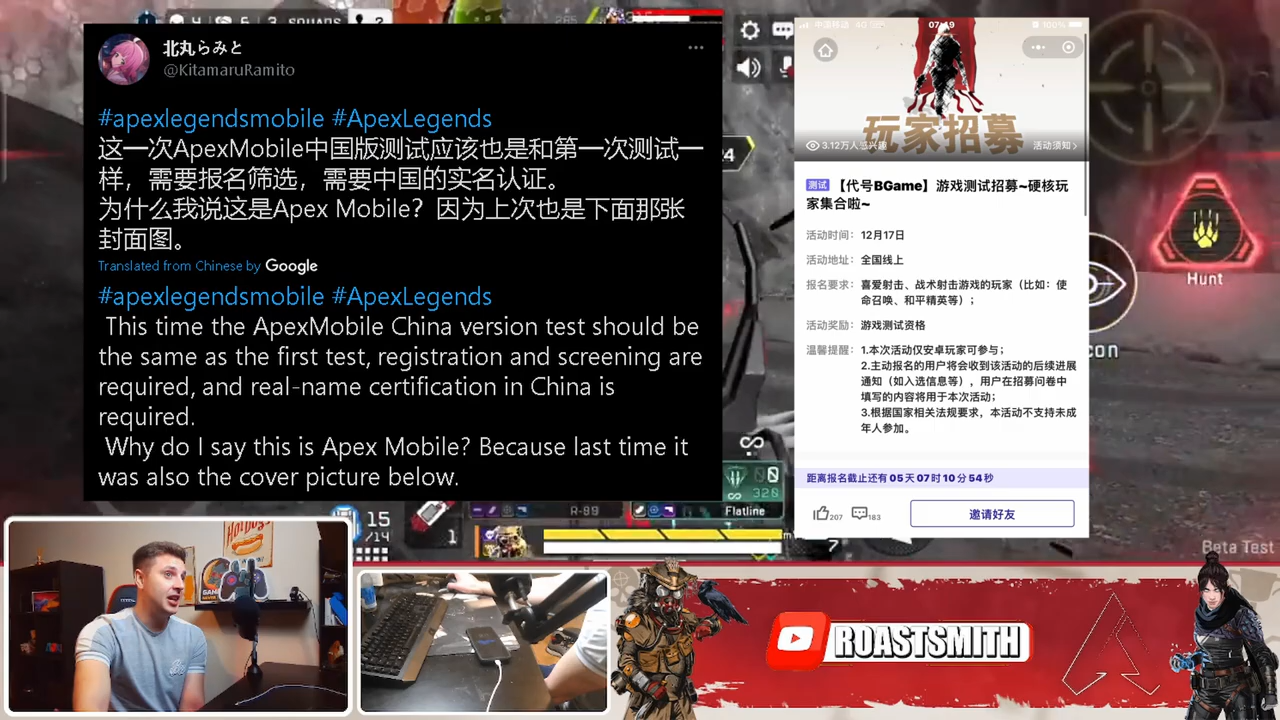 北丸らみと
@KitamaruRamito
#apexlegendsmobile #ApexLegends
这一次ApexMobile中国版测试应该也是和第一次测试一
样，需要报名筛选，需要中国的实名认证。
为什么我说这是Apex Mobile？因为上次也是下面那张
封面图。
Translated from Chinese by Google
#apexlegendsmobile #ApexLegends
This time the ApexMobile China version test should be
the same as the first test, registration and screening are
required, and real-name certification in China is
required.
Why do I say this is Apex Mobile? Because last time it
was also the cover picture below.
中国移动 4G 07:19 100%
玩家招募
3.12万人感兴趣
活动须知>
测试 【代号BGame】游戏测试招募~硬核玩
家集合啦~
活动时间： 12月17日
活动地址： 全国线上
报名要求： 喜爱射击、战术射击游戏的玩家（比如：使
命召唤、和平精英等）；
活动奖励： 游戏测试资格
温馨提醒： 1.本次活动仅安卓玩家可参与；
2.主动报名的用户将会收到该活动的后续进展
通知（如入选信息等），用户在招募问卷中
填写的内容将用于本次活动；
3.根据国家相关法规要求，本活动不支持未成
年人参加。
距离报名截止还有 05 天 07 时 10 分 54 秒
207
183
邀请好友
Hunt
15
/14
1
R-99
Flatline
320
7
Beta Test
HOTDOGS
ROASTSMITH